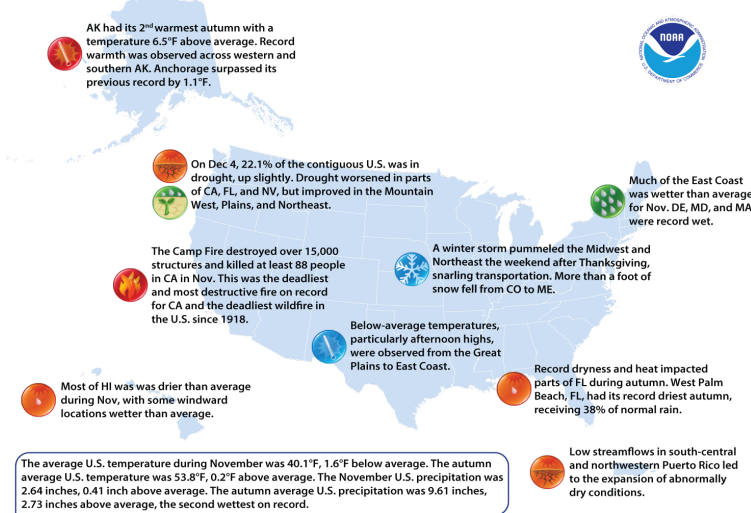 AK had its 2nd warmest autumn with a
temperature 6.5°F above average. Record
warmth was observed across western and
southern AK. Anchorage surpassed its
previous record by 1.1°F.
NATIONAL OCEANIC AND ATMOSPHERIC ADMINISTRATION
NOAA
U.S. DEPARTMENT OF COMMERCE
On Dec 4, 22.1% of the contiguous U.S. was in
drought, up slightly. Drought worsened in parts
of CA, FL, and NV, but improved in the Mountain
West, Plains, and Northeast.
Much of the East Coast
was wetter than average
for Nov. DE, MD, and MA
were record wet.
The Camp Fire destroyed over 15,000
structures and killed at least 88 people
in CA in Nov. This was the deadliest
and most destructive fire on record
for CA and the deadliest wildfire in
the U.S. since 1918.
A winter storm pummeled the Midwest and
Northeast the weekend after Thanksgiving,
snarling transportation. More than a foot of
snow fell from CO to ME.
Below-average temperatures,
particularly afternoon highs,
were observed from the Great
Plains to East Coast.
Record dryness and heat impacted
parts of FL during autumn. West Palm
Beach, FL, had its record driest autumn,
receiving 38% of normal rain.
Most of HI was was drier than average
during Nov, with some windward
locations wetter than average.
Low streamflows in south-central
and northwestern Puerto Rico led
to the expansion of abnormally
dry conditions.
The average U.S. temperature during November was 40.1°F, 1.6°F below average. The autumn
average U.S. temperature was 53.8°F, 0.2°F above average. The November U.S. precipitation was
2.64 inches, 0.41 inch above average. The autumn average U.S. precipitation was 9.61 inches,
2.73 inches above average, the second wettest on record.